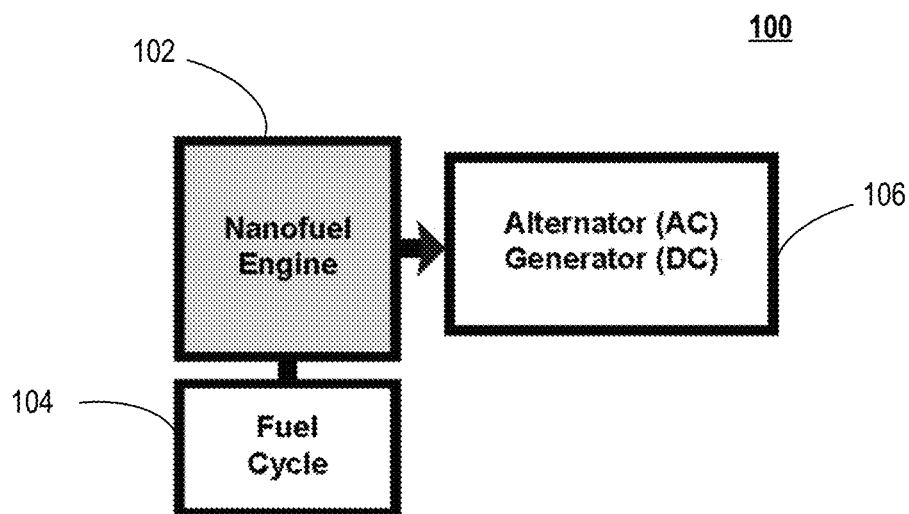 100
102
Nanofuel
Engine
Alternator (AC)
Generator (DC)
106
104
Fuel
Cycle